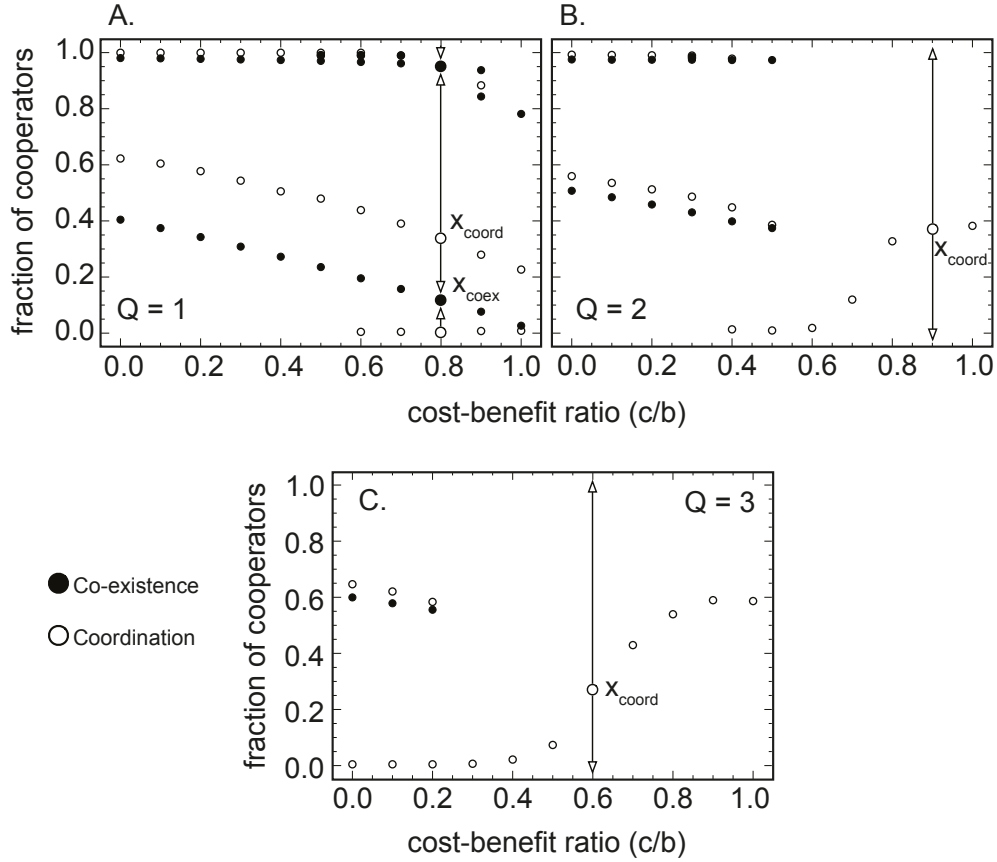 A.
B.
1.0
0.8
0.6
0.4
0.2
0.0
fraction of cooperators
x_coord
x_coex
Q = 1
0.0 0.2 0.4 0.6 0.8 1.0
cost-benefit ratio (c/b)
1.0
0.8
0.6
0.4
0.2
0.0
x_coord
Q = 2
0.0 0.2 0.4 0.6 0.8 1.0
cost-benefit ratio (c/b)
C.
Q = 3
1.0
0.8
0.6
0.4
0.2
0.0
fraction of cooperators
x_coord
0.0 0.2 0.4 0.6 0.8 1.0
cost-benefit ratio (c/b)
Co-existence
Coordination